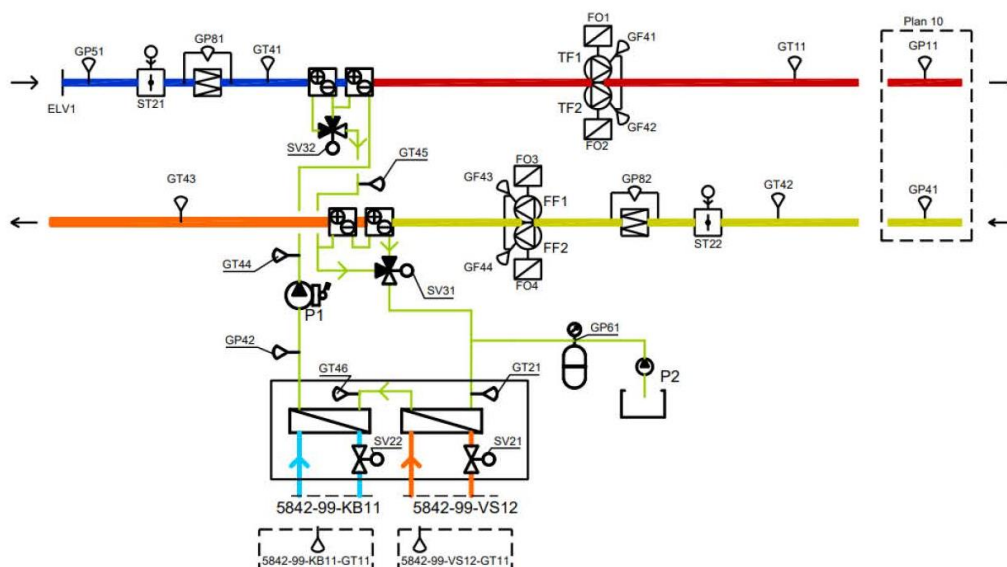 FO1
Plan 10
GP51
GP81
GT41
TF1
GF41
GT11
GP11
ELV1
ST21
TF2
GF42
FO2
SV32
GT45
FO3
GT43
GF43
FF1
GP82
GT42
GP41
FF2
ST22
GT44
GF44
FO4
SV31
P1
GP42
GP61
GT46
GT21
P2
SV22
SV21
5842-99-KB11
5842-99-VS12
5842-99-KB11-GT11
5842-99-VS12-GT11